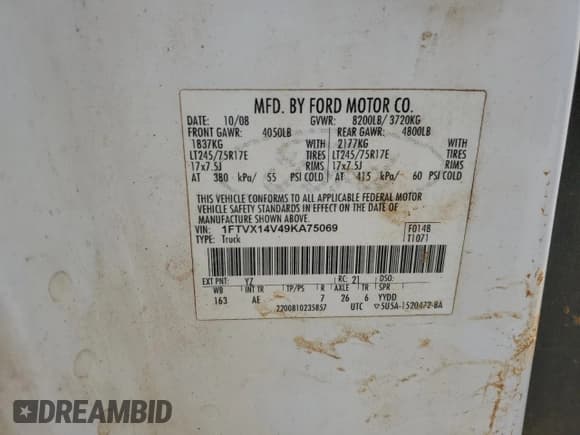 MFD. BY FORD MOTOR CO.
DATE: 10/08 GVWR: 8200LB/ 3720KG
FRONT GAWR: 4050LB REAR GAWR: 4800LB
1837KG WITH 2177KG WITH
LT245/75R17E TIRES LT245/75R17E TIRES
17x7.5J RIMS 17x7.5J RIMS
AT 380 kPa/ 55 PSI COLD AT 415 kPa/ 60 PSI COLD
THIS VEHICLE CONFORMS TO ALL APPLICABLE FEDERAL MOTOR
VEHICLE SAFETY STANDARDS IN EFFECT ON THE DATE OF
MANUFACTURE SHOWN ABOVE.
VIN: 1FTVX14V49KA75069 F0148
TYPE: Truck T1071
EXT PNT: YZ RC: 21 DSO:
WB INT TR TP/PS R AXLE TR SPR
163 AE 7 26 6 YYDD
2200810235857 UTC ▽5U5A-1520472-BA
DREAMBID